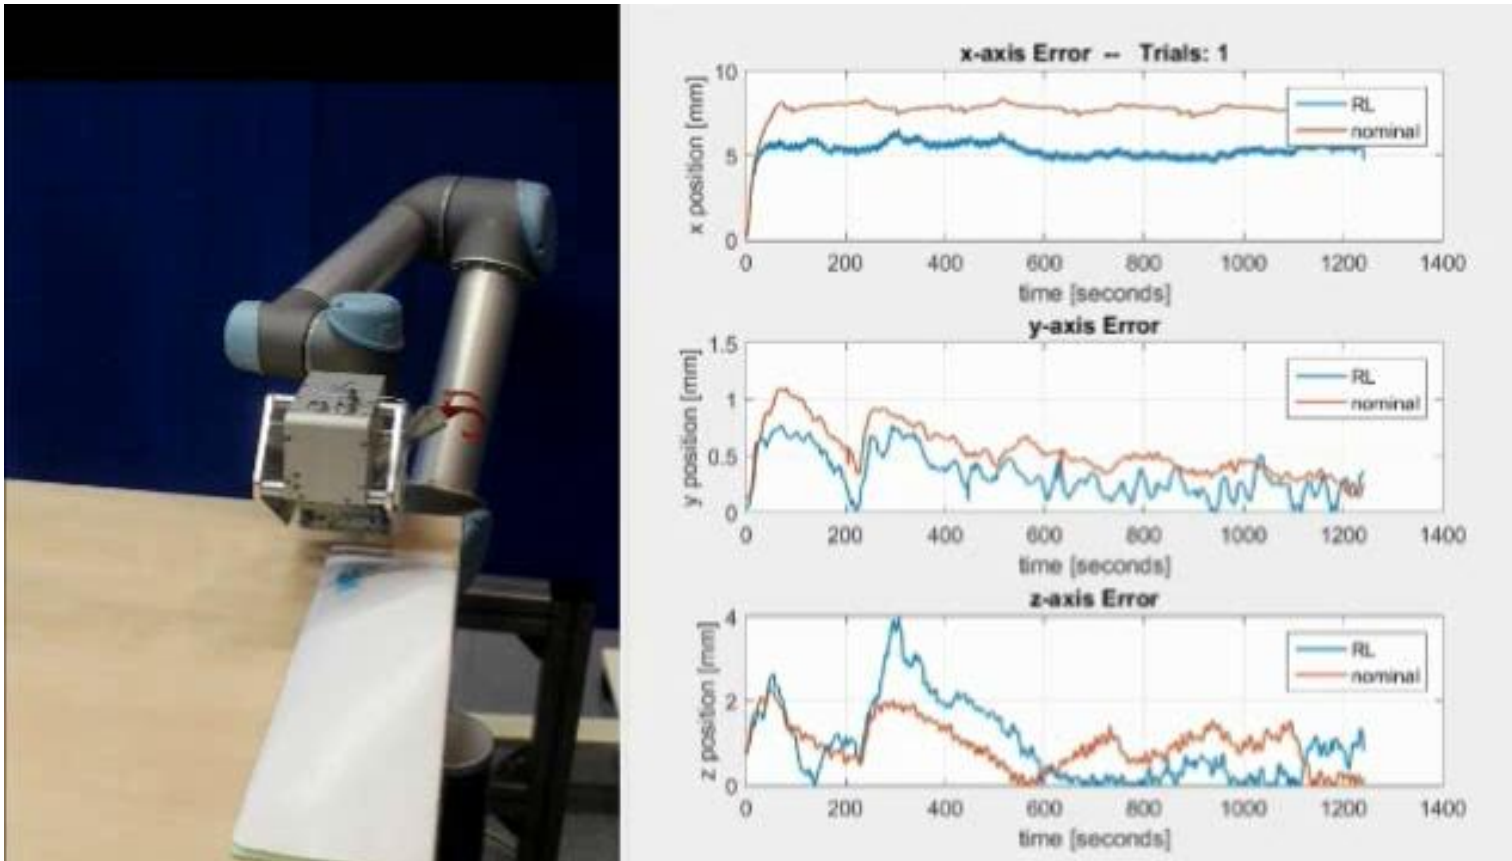 x-axis Error -- Trials: 1
10
5
0
x position [mm]
RL
nominal
0 200 400 600 800 1000 1200 1400
time [seconds]
y-axis Error
1.5
1
0.5
0
y position [mm]
RL
nominal
0 200 400 600 800 1000 1200 1400
time [seconds]
z-axis Error
4
2
0
z position [mm]
RL
nominal
0 200 400 600 800 1000 1200 1400
time [seconds]